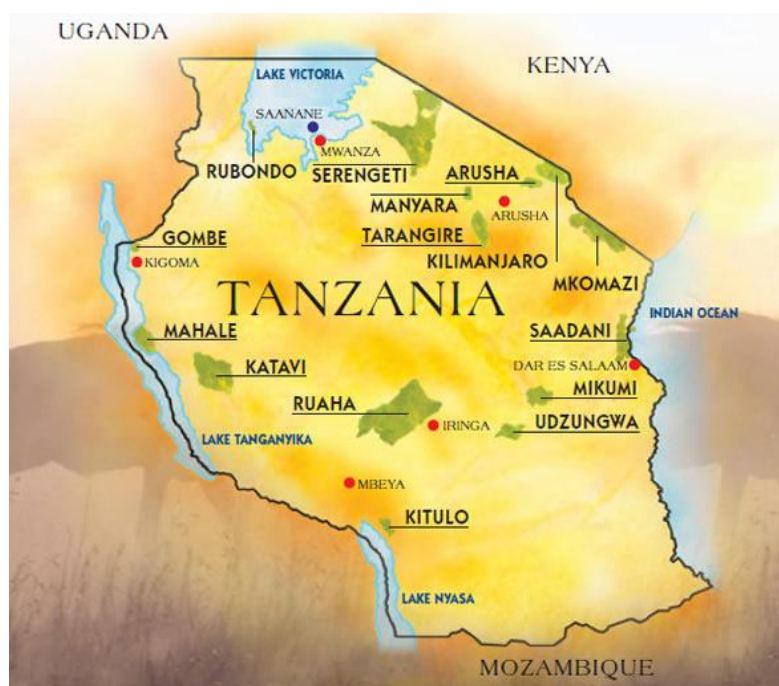 UGANDA
KENYA
LAKE VICTORIA
SAANANE
MWANZA
RUBONDO
SERENGETI
ARUSHA
MANYARA
ARUSHA
TARANGIRE
KILIMANJARO
MKOMAZI
GOMBE
KIGOMA
TANZANIA
INDIAN OCEAN
MAHALE
SAADANI
DAR ES SALAAM
KATAVI
MIKUMI
RUAHA
UDZUNGWA
IRINGA
LAKE TANGANYIKA
MBEYA
KITULO
LAKE NYASA
MOZAMBIQUE